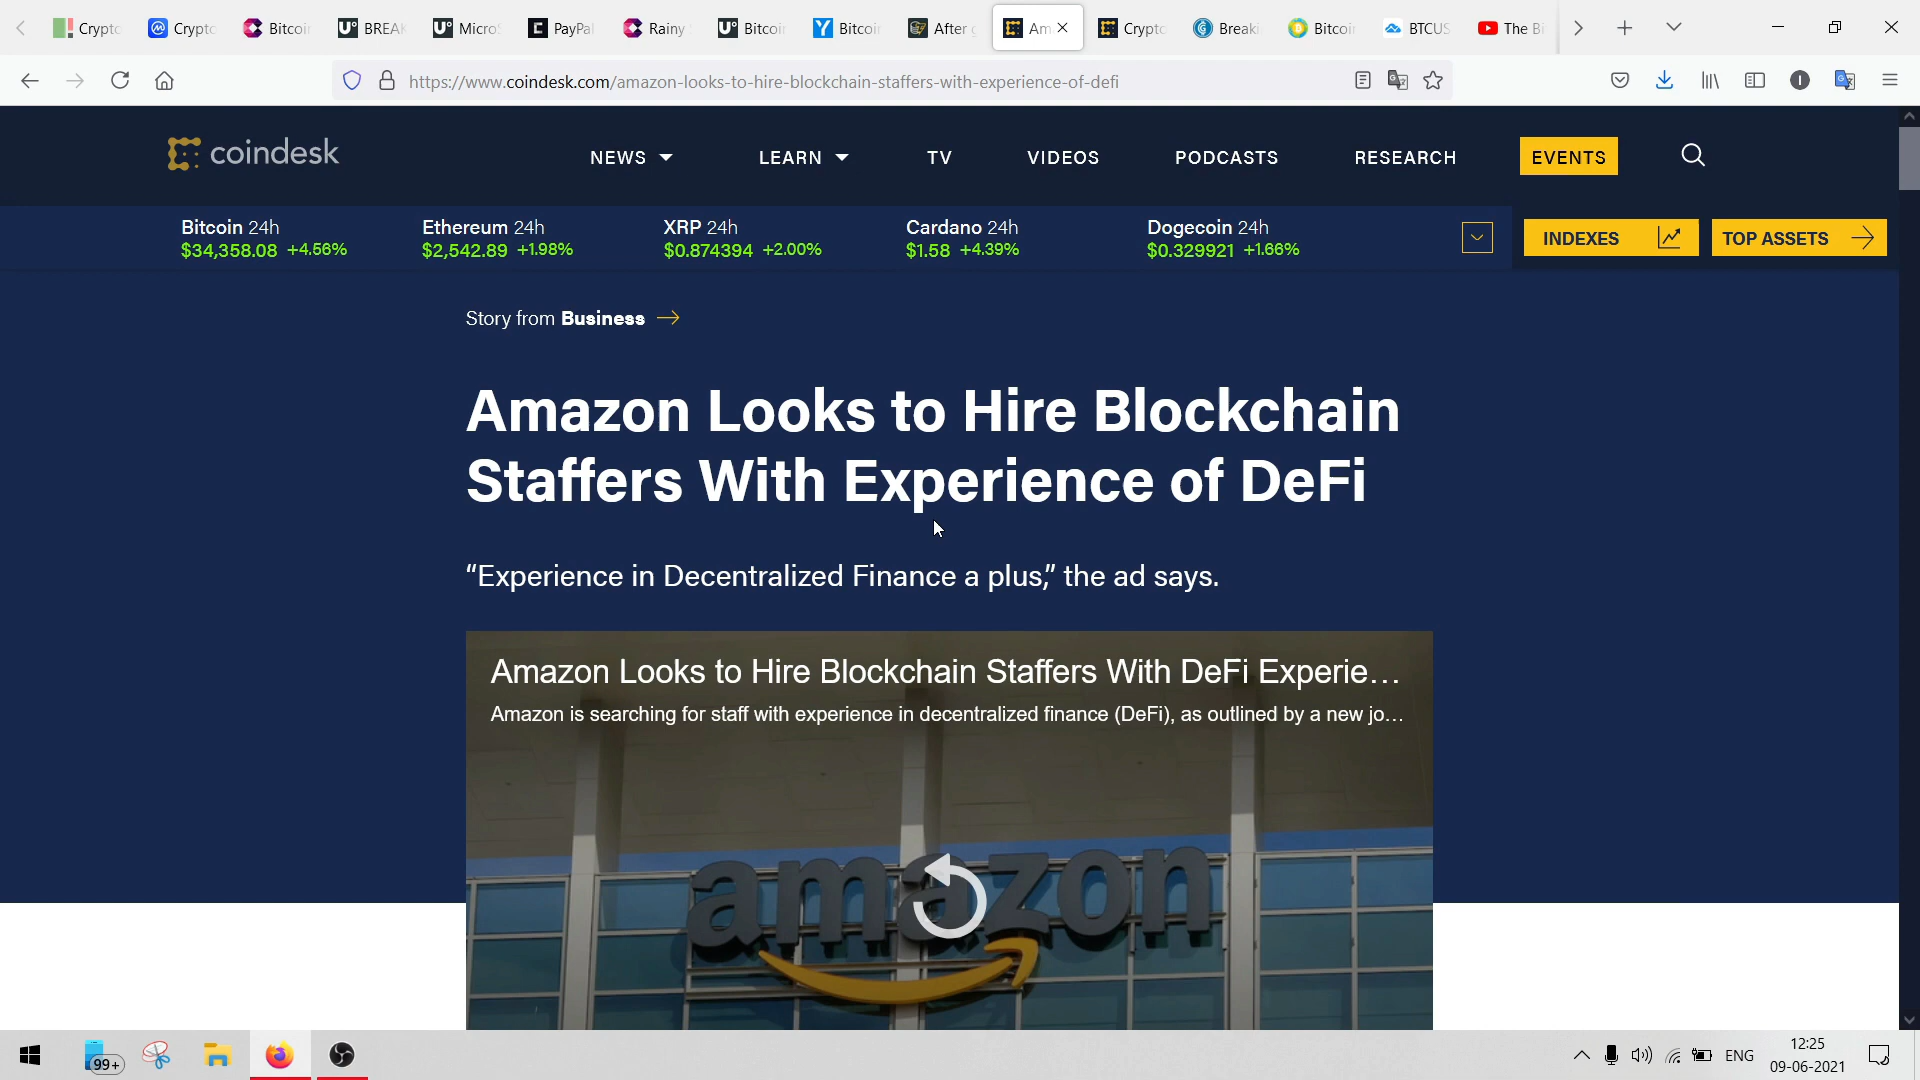 Crypto
Crypto
Bitcoin
BREAK
Micro
PayPal
Rainy
Bitcoin
Bitcoin
After
Am
Crypto
Breaki
Bitcoin
BTCUS
The Bi
https://www.coindesk.com/amazon-looks-to-hire-blockchain-staffers-with-experience-of-defi
coindesk
NEWS
LEARN
TV
VIDEOS
PODCASTS
RESEARCH
EVENTS
Bitcoin 24h
$34,358.08 +4.56%
Ethereum 24h
$2,542.89 +1.98%
XRP 24h
$0.874394 +2.00%
Cardano 24h
$1.58 +4.39%
Dogecoin 24h
$0.329921 +1.66%
INDEXES
TOP ASSETS
Story from Business
Amazon Looks to Hire Blockchain
Staffers With Experience of DeFi
“Experience in Decentralized Finance a plus,” the ad says.
Amazon Looks to Hire Blockchain Staffers With DeFi Experie...
Amazon is searching for staff with experience in decentralized finance (DeFi), as outlined by a new jo...
amazon
99+
ENG
12:25
09-06-2021